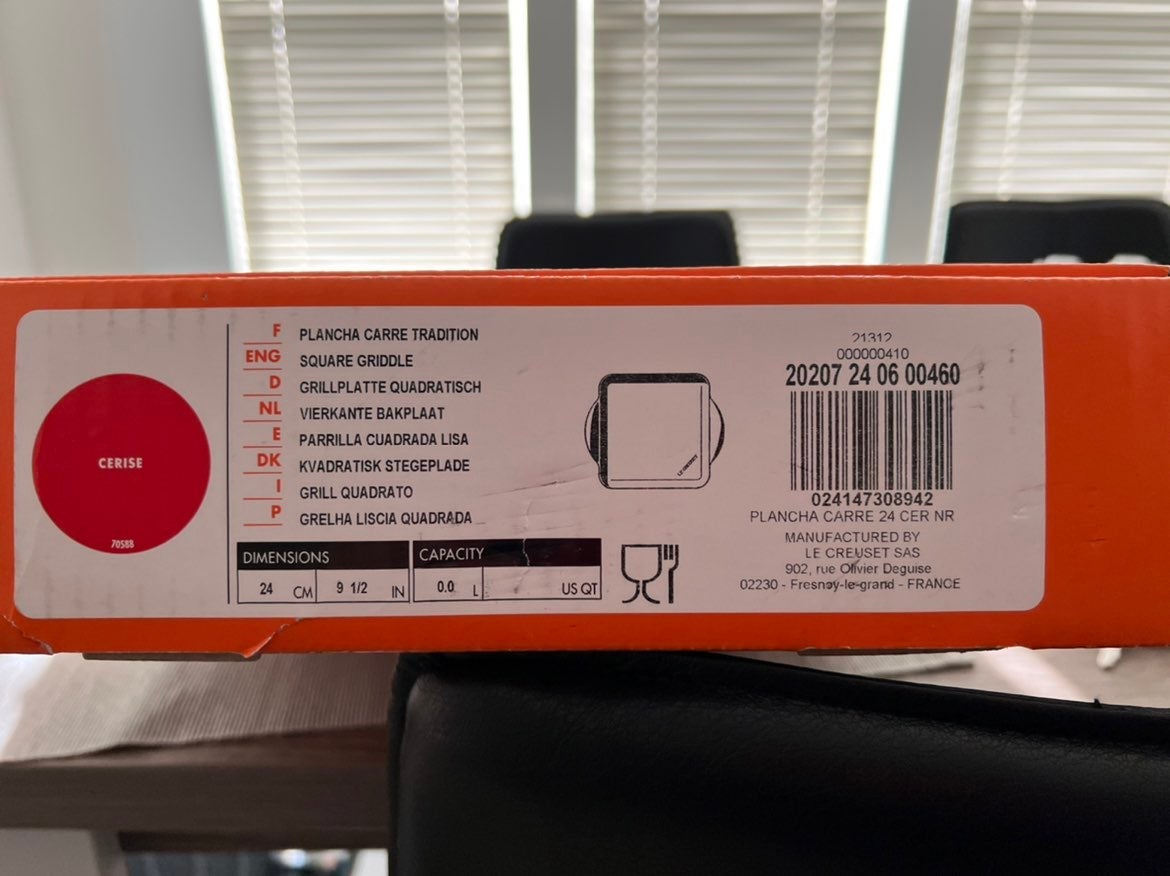 CERISE
70588
F PLANCHA CARRE TRADITION
ENG SQUARE GRIDDLE
D GRILLPLATTE QUADRATISCH
NL VIERKANTE BAKPLAAT
E PARRILLA CUADRADA LISA
DK KVADRATISK STEGEPLADE
I GRILL QUADRATO
P GRELHA LISCIA QUADRADA
DIMENSIONS CAPACITY
24 CM 9 1/2 IN 0.0 L US QT
LE CREUSET
21312
000000410
20207 24 06 00460
024147308942
PLANCHA CARRE 24 CER NR
MANUFACTURED BY
LE CREUSET SAS
902, rue Olivier Deguise
02230 - Fresnoy-le-grand - FRANCE